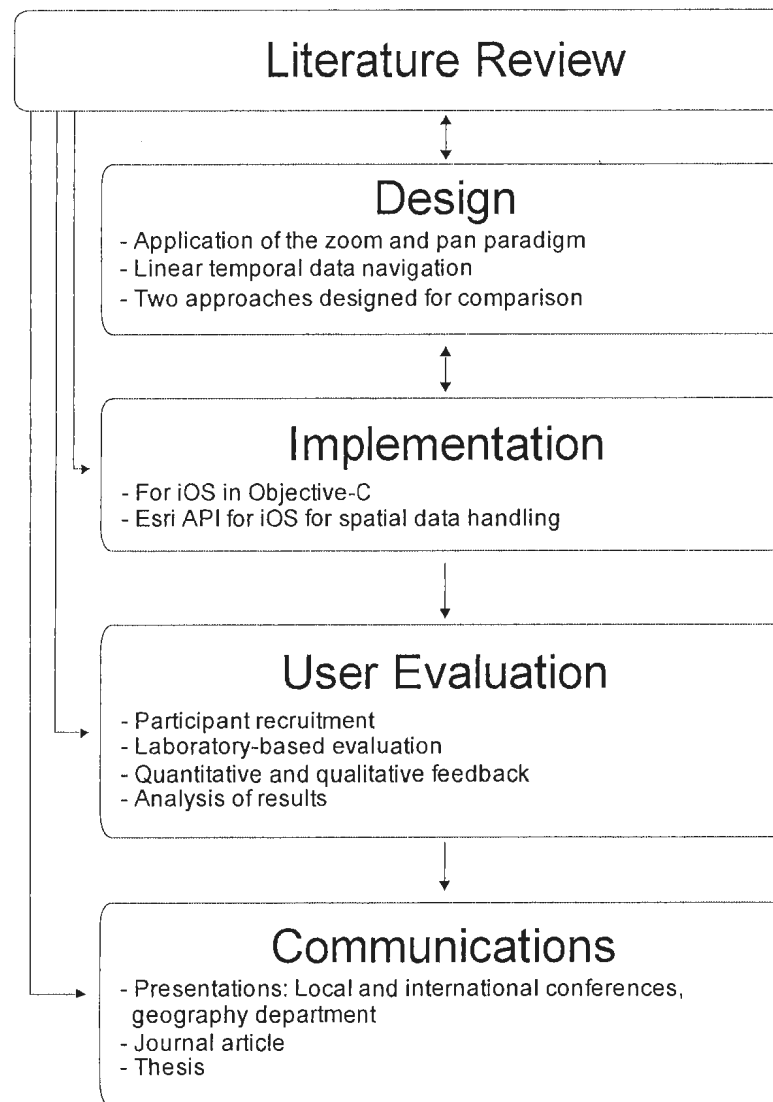 Literature Review
Design
- Application of the zoom and pan paradigm
- Linear temporal data navigation
- Two approaches designed for comparison
Implementation
- For iOS in Objective-C
- Esri API for iOS for spatial data handling
User Evaluation
- Participant recruitment
- Laboratory-based evaluation
- Quantitative and qualitative feedback
- Analysis of results
Communications
- Presentations: Local and international conferences,
geography department
- Journal article
- Thesis